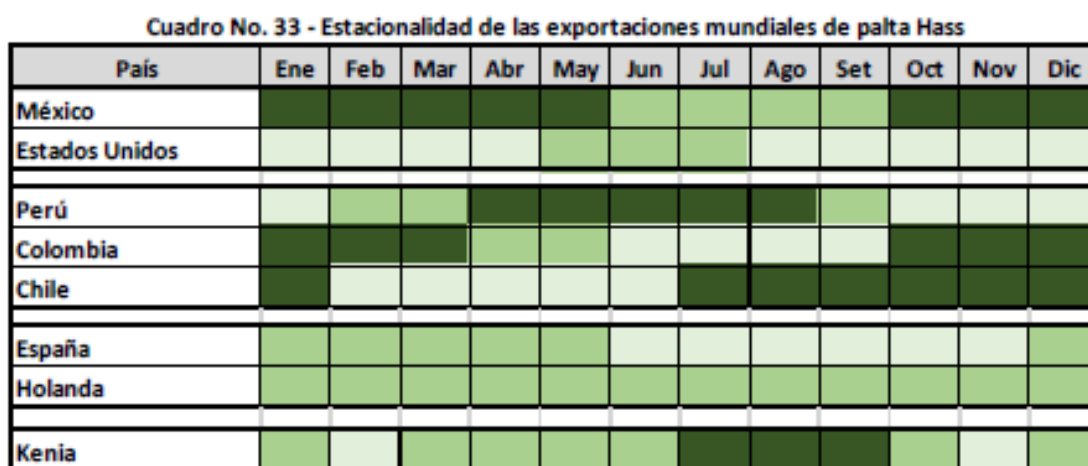 Cuadro No. 33 - Estacionalidad de las exportaciones mundiales de palta Hass
País Ene Feb Mar Abr May Jun Jul Ago Set Oct Nov Dic
México
Estados Unidos
Perú
Colombia
Chile
España
Holanda
Kenia